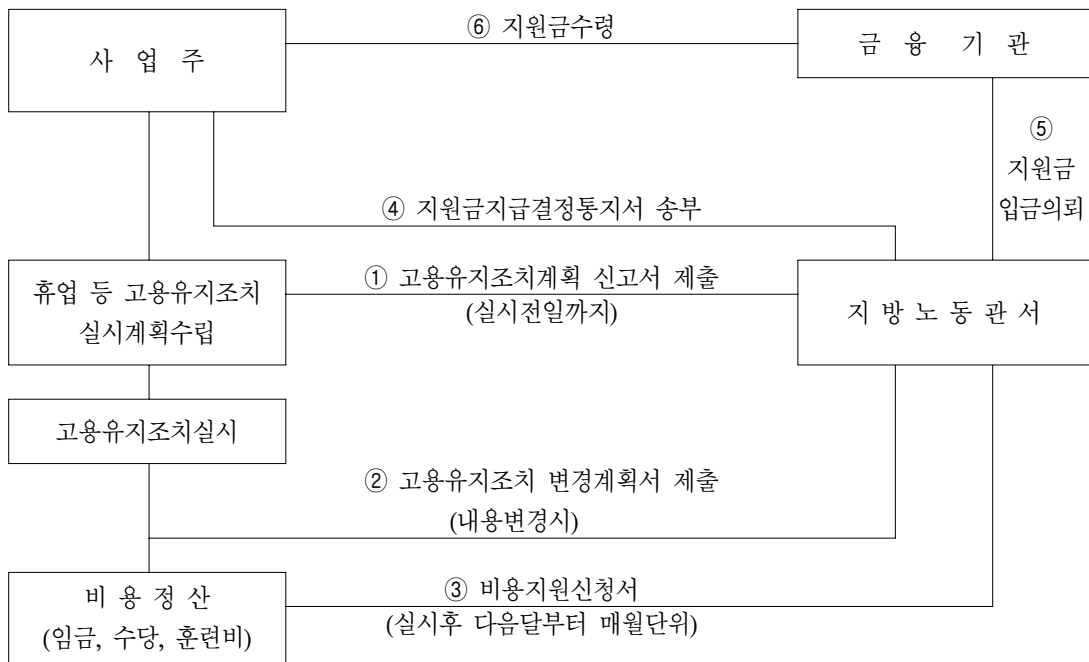 ⑥ 지원금수령
사 업 주
금 융 기 관
⑤
지원금
입금의뢰
④ 지원금지급결정통지서 송부
휴업 등 고용유지조치
실시계획수립
① 고용유지조치계획 신고서 제출
(실시전일까지)
지 방 노 동 관 서
고용유지조치실시
② 고용유지조치 변경계획서 제출
(내용변경시)
비 용 정 산
(임금, 수당, 훈련비)
③ 비용지원신청서
(실시후 다음달부터 매월단위)